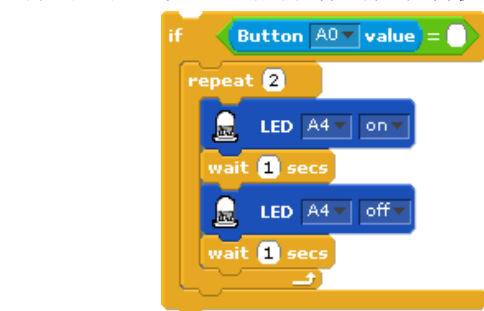 if Button A0 value =
repeat 2
LED A4 on
wait 1 secs
LED A4 off
wait 1 secs